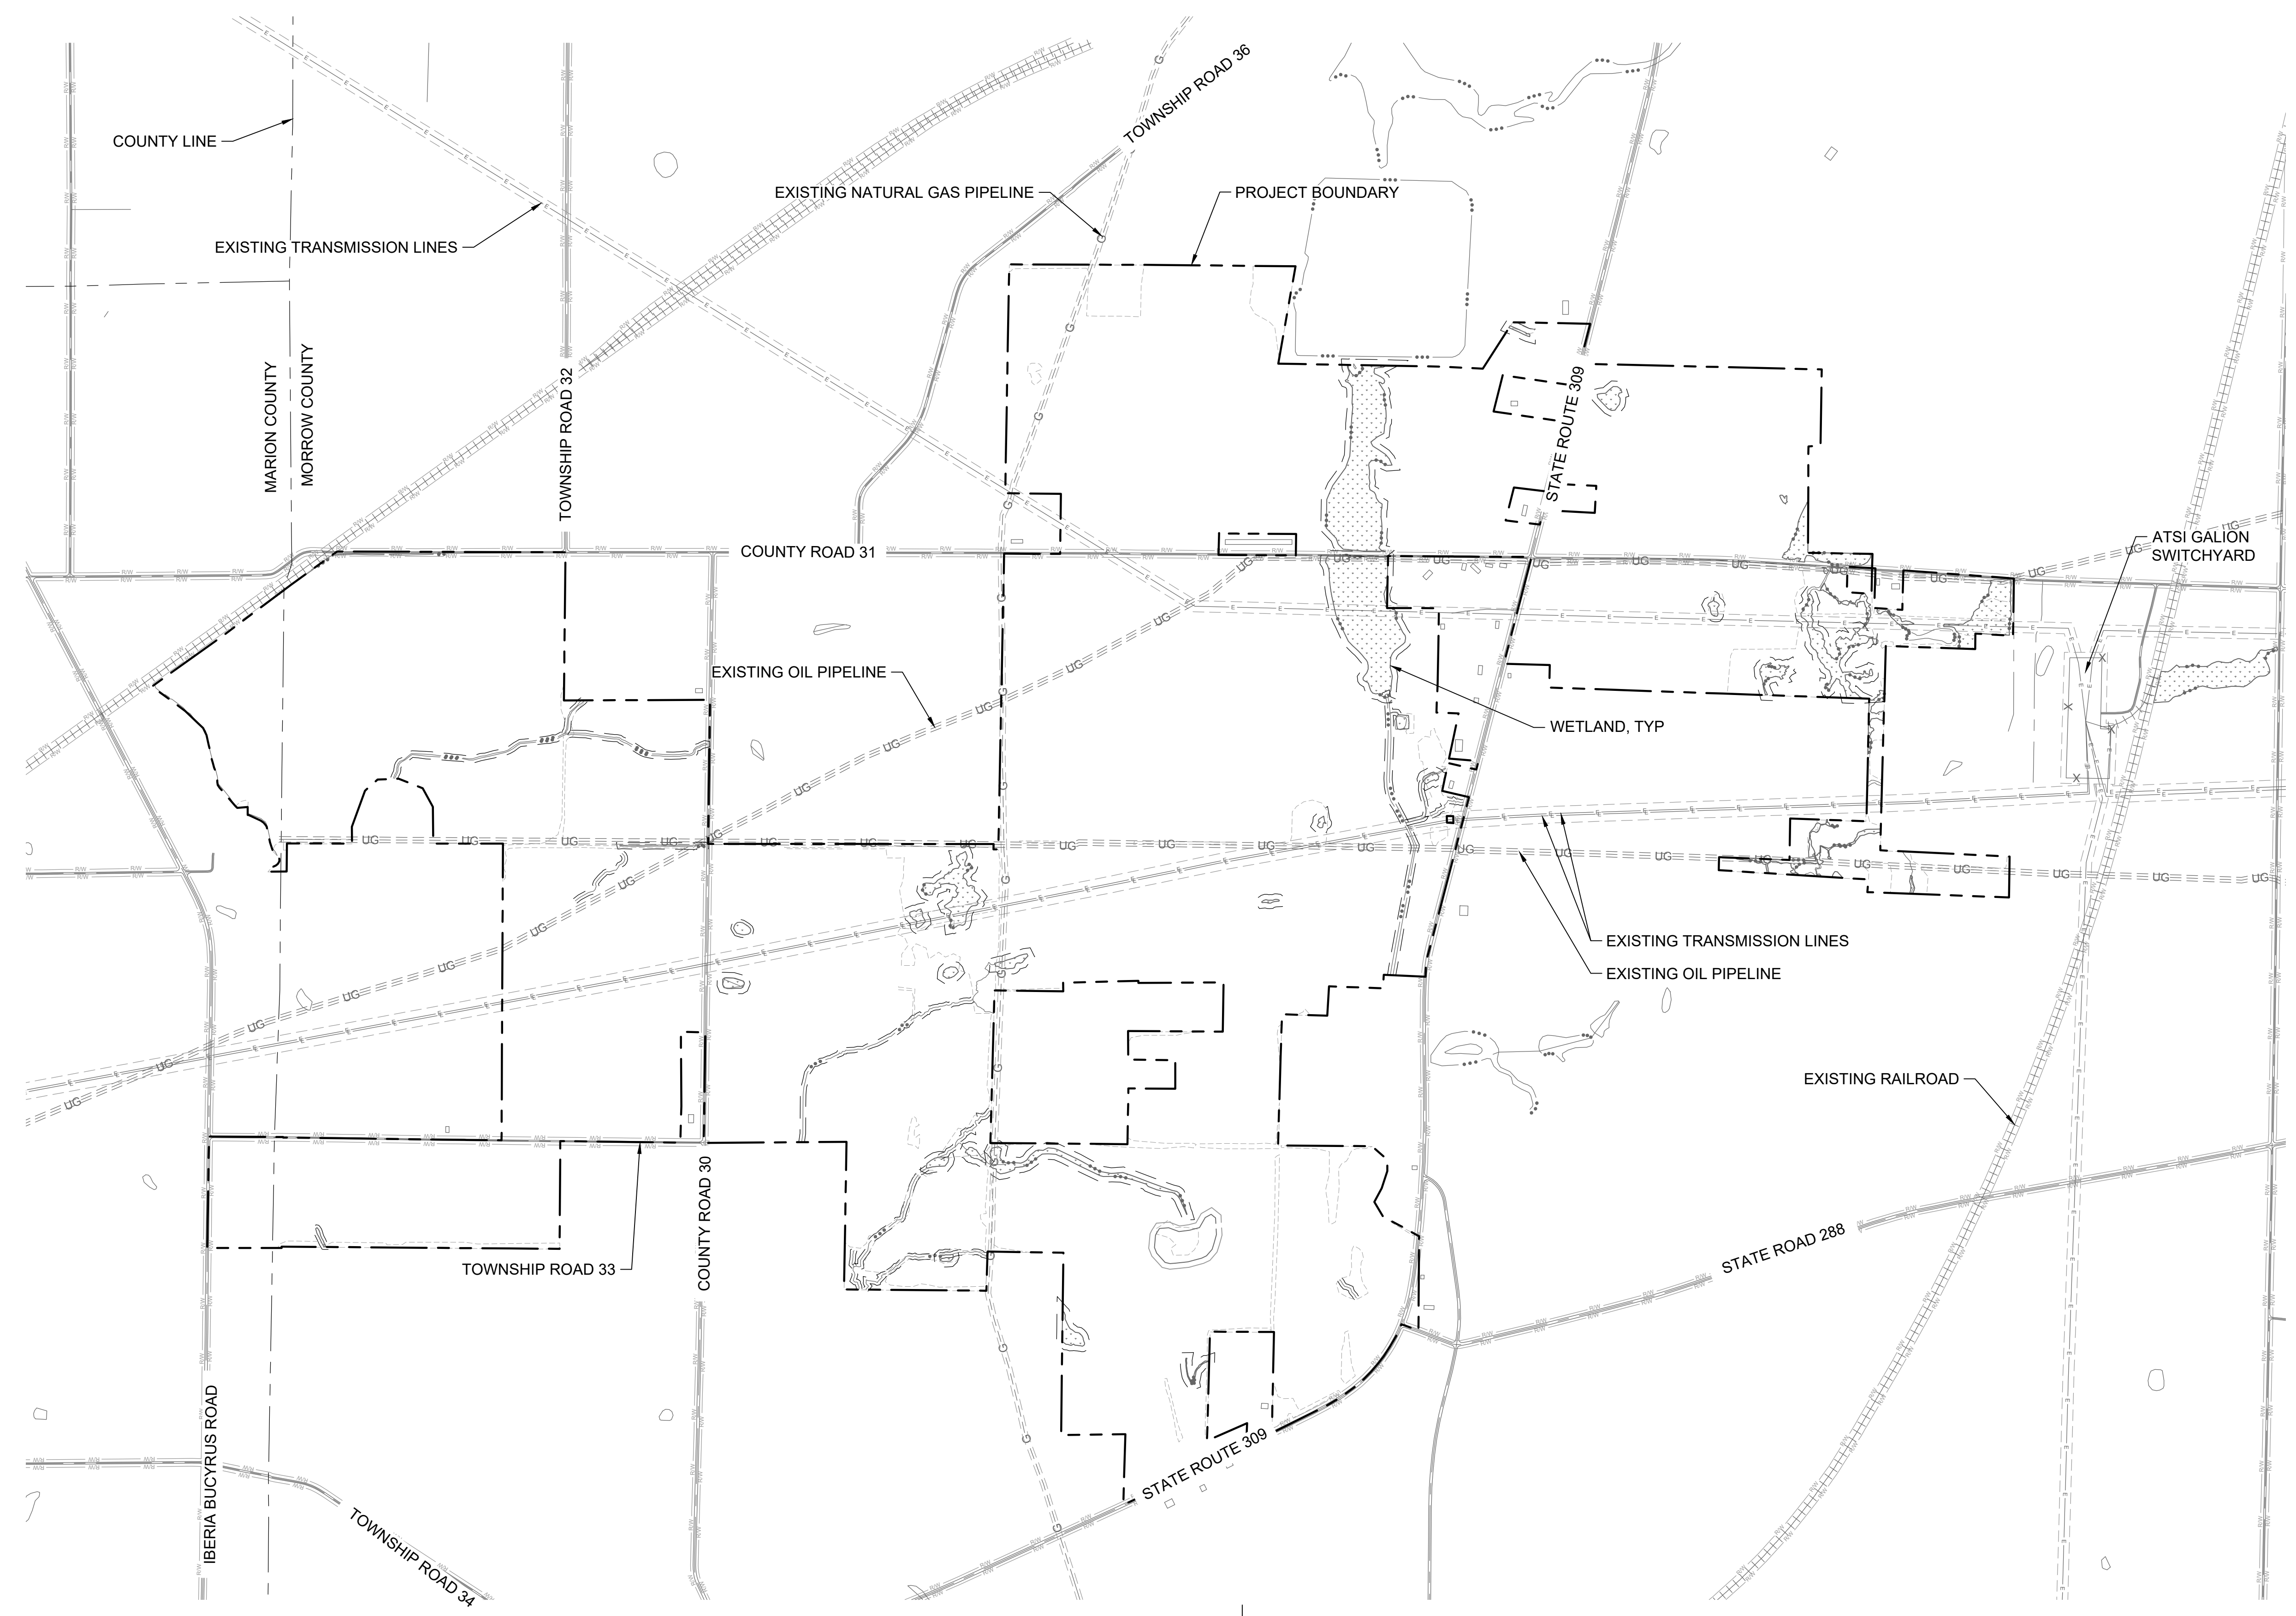 TOWNSHIP ROAD 36
COUNTY LINE
EXISTING NATURAL GAS PIPELINE
PROJECT BOUNDARY
EXISTING TRANSMISSION LINES
MARION COUNTY
MORROW COUNTY
TOWNSHIP ROAD 32
STATE ROUTE 309
COUNTY ROAD 31
ATSI GALION
SWITCHYARD
EXISTING OIL PIPELINE
WETLAND, TYP
EXISTING TRANSMISSION LINES
EXISTING OIL PIPELINE
EXISTING RAILROAD
COUNTY ROAD 30
STATE ROAD 288
TOWNSHIP ROAD 33
IBERIA BUCYRUS ROAD
STATE ROUTE 309
TOWNSHIP ROAD 34